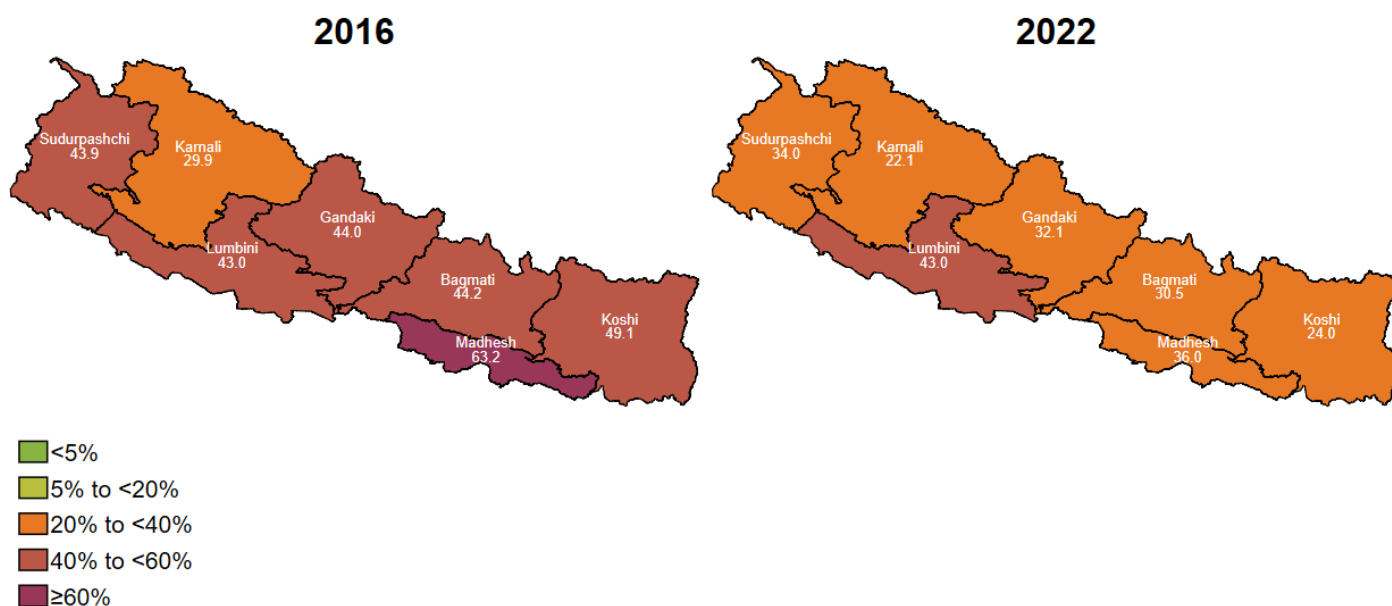 2016
Sudurpashchi
43.9
Karnali
29.9
Gandaki
44.0
Lumbini
43.0
Bagmati
44.2
Koshi
49.1
Madhesh
63.2
2022
Sudurpashchi
34.0
Karnali
22.1
Gandaki
32.1
Lumbini
43.0
Bagmati
30.5
Koshi
24.0
Madhesh
36.0
<5%
5% to <20%
20% to <40%
40% to <60%
≥60%